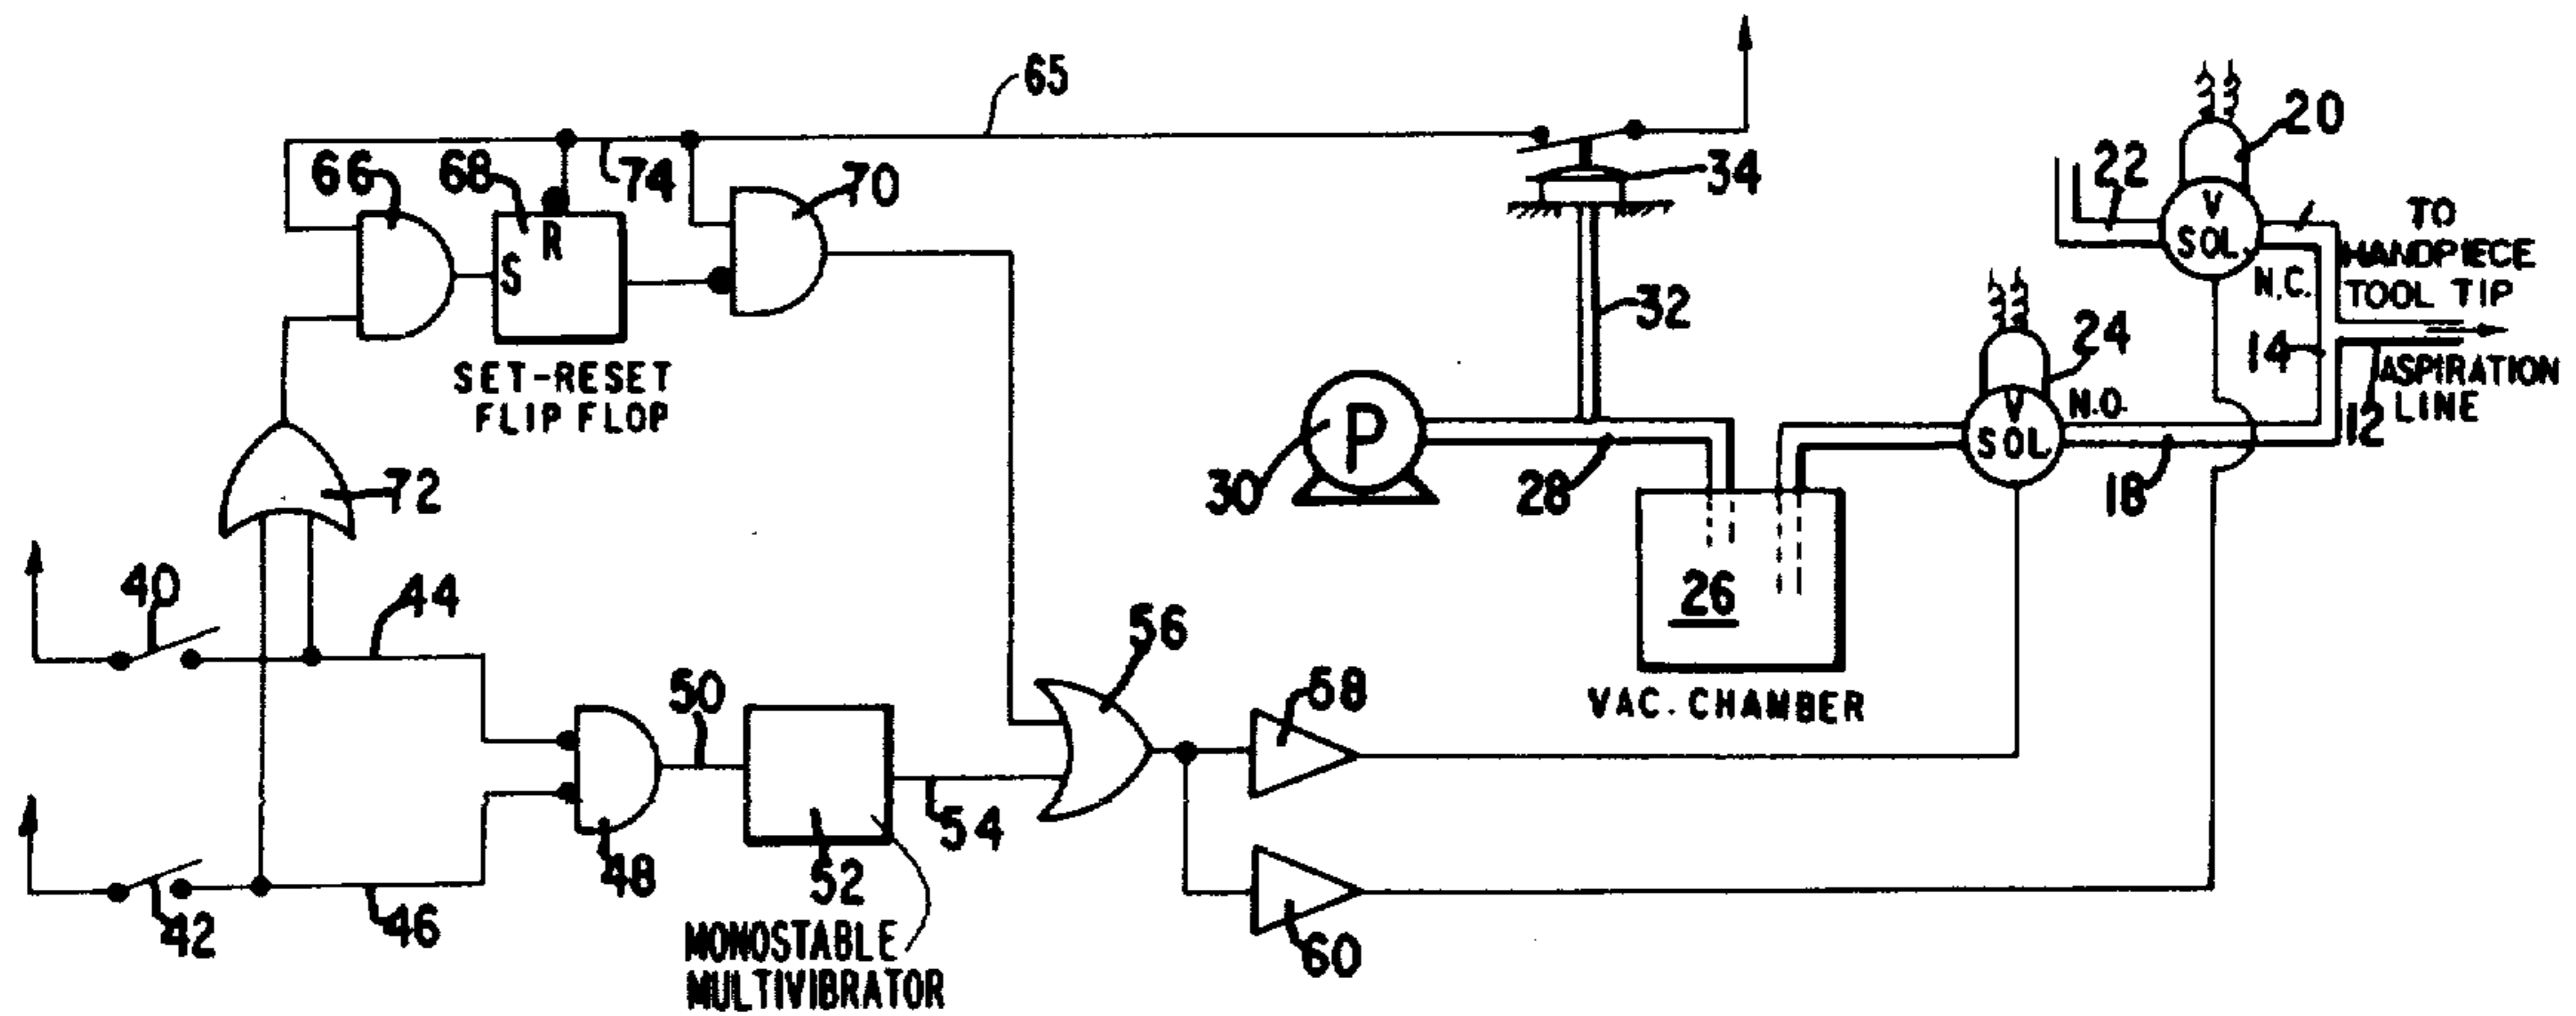 65
20
66
68
74
70
34
22
V
SOL.
TO
HANDPIECE
TOOL TIP
N.C.
R
S
32
24
14
ASPIRATION
LINE
12
SET-RESET
FLIP FLOP
V
SOL
N.O.
P
30
28
18
72
40
44
26
VAC. CHAMBER
56
50
58
54
48
52
42
46
60
MONOSTABLE
MULTIVIBRATOR